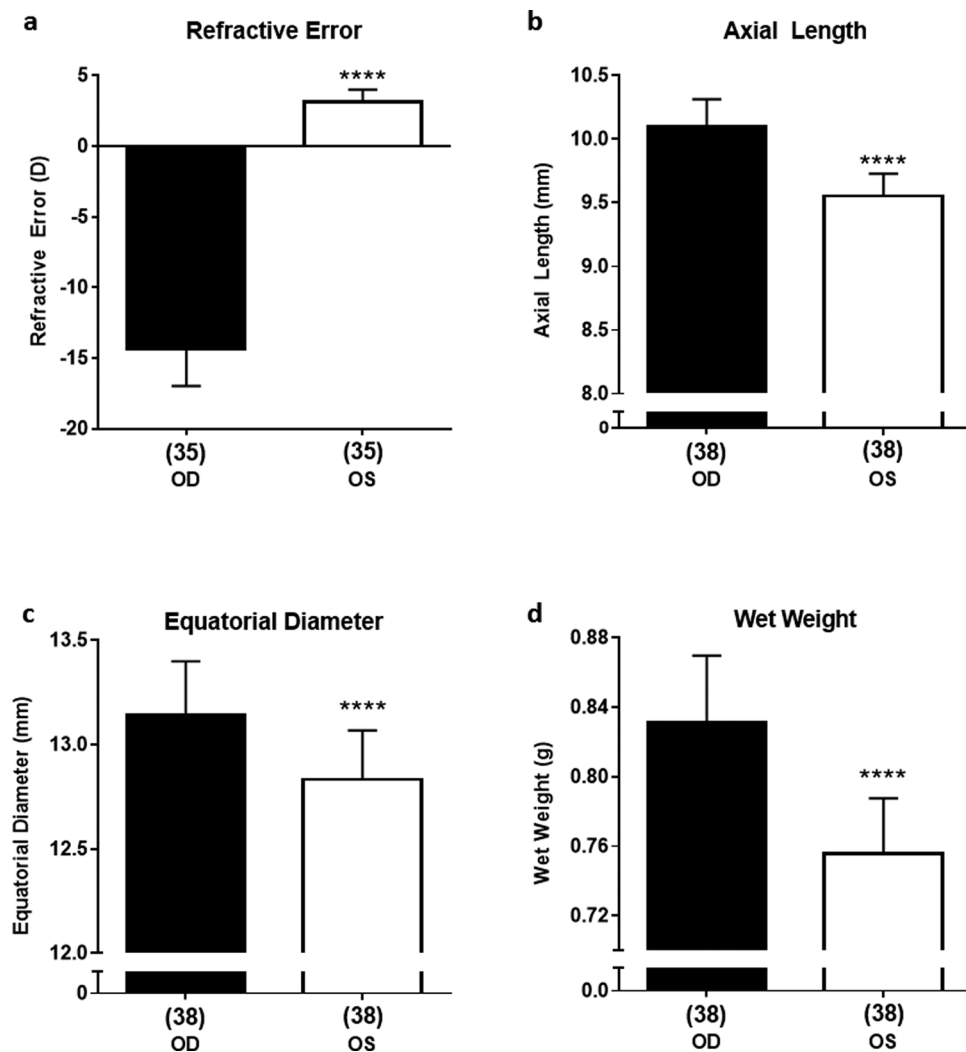 a
Refractive Error
Refractive Error (D)
5
0
-5
-10
-15
-20
****
(35)
OD
(35)
OS
b
Axial Length
Axial Length (mm)
10.5
10.0
9.5
9.0
8.5
8.0
0
****
(38)
OD
(38)
OS
c
Equatorial Diameter
Equatorial Diameter (mm)
13.5
13.0
12.5
12.0
0
****
(38)
OD
(38)
OS
d
Wet Weight
Wet Weight (g)
0.88
0.84
0.80
0.76
0.72
0.0
****
(38)
OD
(38)
OS